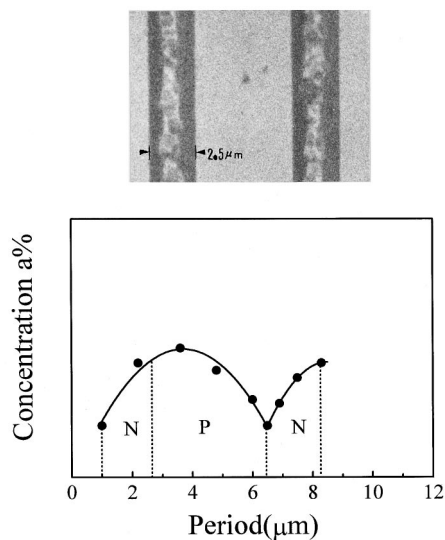 2.5μm
Concentration a%
N P N
0 2 4 6 8 10 12
Period(μm)